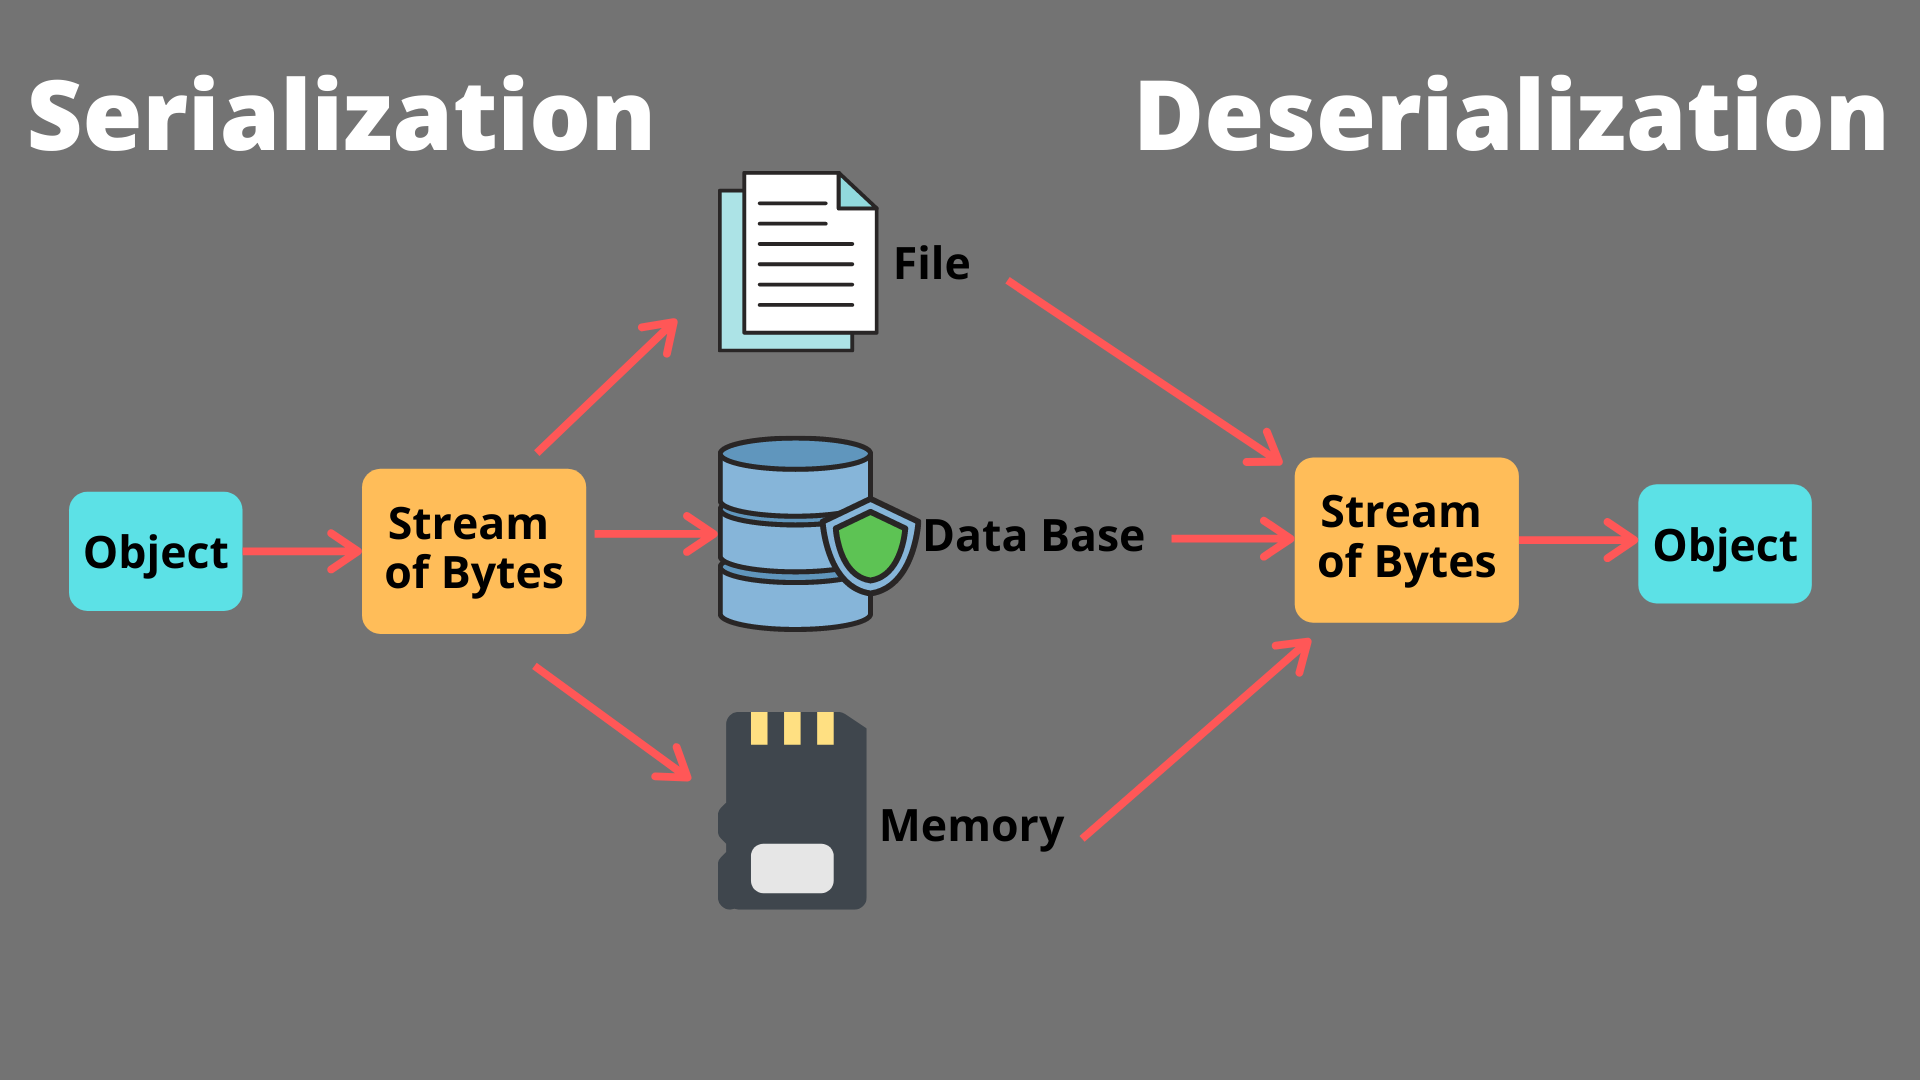 Serialization
Deserialization
File
Object
Stream
of Bytes
Data Base
Stream
of Bytes
Object
Memory